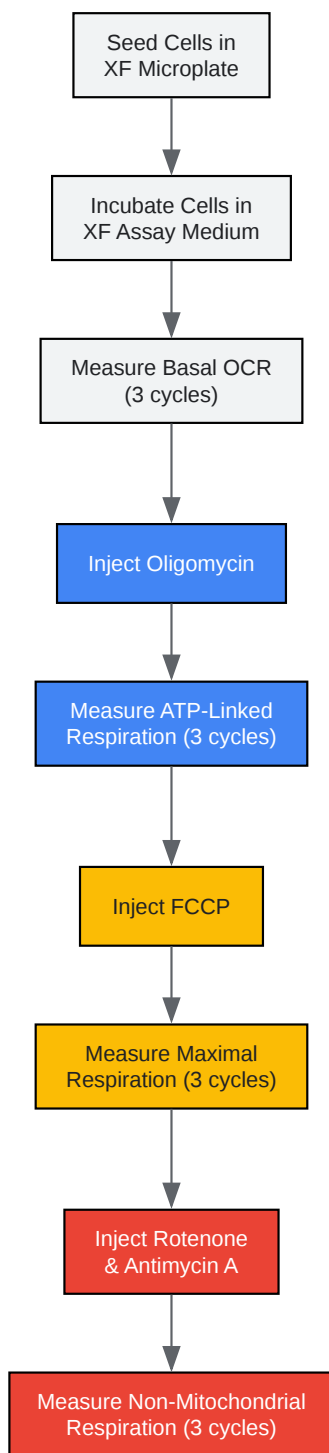 Seed Cells in
XF Microplate
Incubate Cells in
XF Assay Medium
Measure Basal OCR
(3 cycles)
Inject Oligomycin
Measure ATP-Linked
Respiration (3 cycles)
Inject FCCP
Measure Maximal
Respiration (3 cycles)
Inject Rotenone
& Antimycin A
Measure Non-Mitochondrial
Respiration (3 cycles)